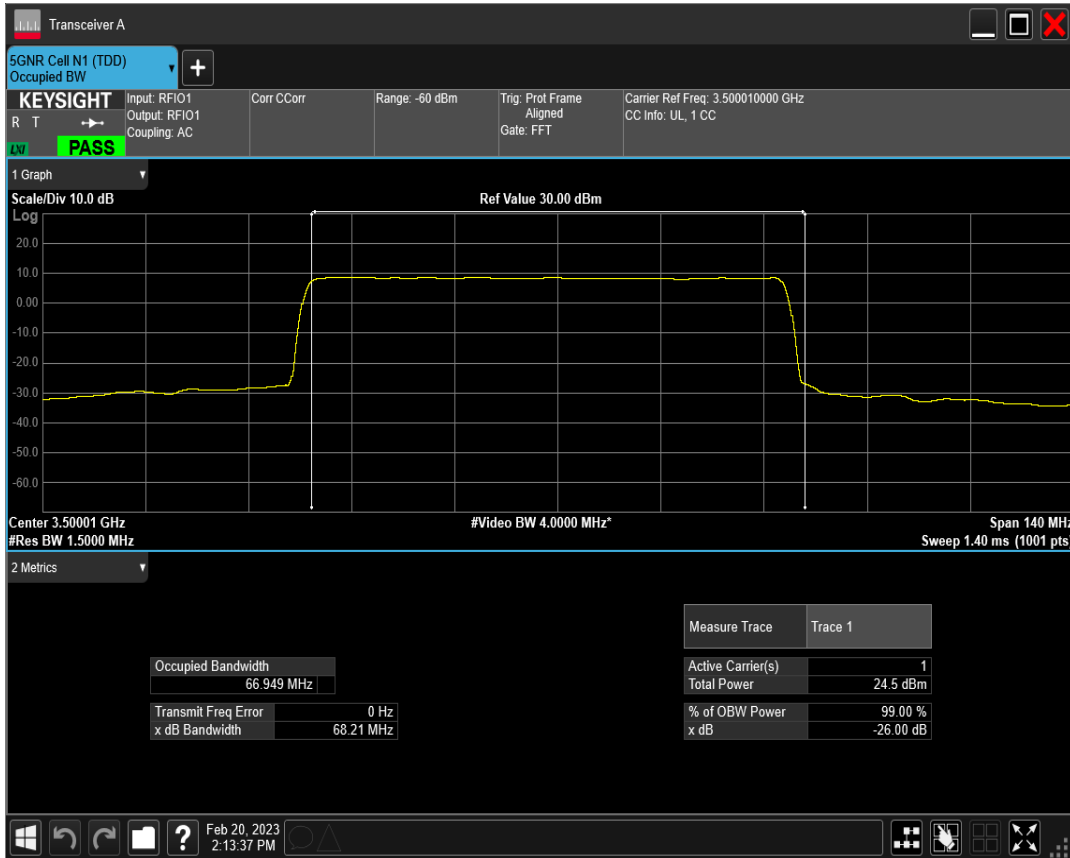 Transceiver A
5GNR Cell N1 (TDD)
Occupied BW
+
KEYSIGHT
R T
LXI
PASS
Input: RFIO1
Output: RFIO1
Coupling: AC
Corr CCorr
Range: -60 dBm
Trig: Prot Frame
Aligned
Gate: FFT
Carrier Ref Freq: 3.500010000 GHz
CC Info: UL, 1 CC
1 Graph
Scale/Div 10.0 dB
Ref Value 30.00 dBm
Log
20.0
10.0
0.00
-10.0
-20.0
-30.0
-40.0
-50.0
-60.0
Center 3.50001 GHz
#Video BW 4.0000 MHz*
Span 140 MHz
#Res BW 1.5000 MHz
Sweep 1.40 ms (1001 pts)
2 Metrics
Measure Trace Trace 1
Occupied Bandwidth
66.949 MHz
Transmit Freq Error 0 Hz
x dB Bandwidth 68.21 MHz
Active Carrier(s) 1
Total Power 24.5 dBm
% of OBW Power 99.00 %
x dB -26.00 dB
?
Feb 20, 2023
2:13:37 PM